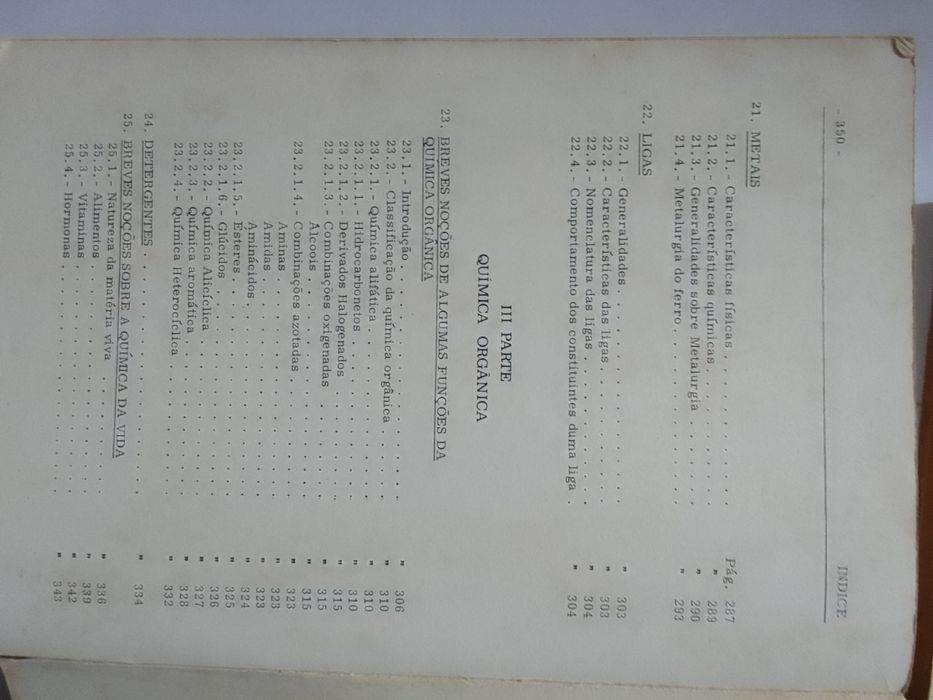 - 350 - INDICE
21. METAIS
21.1.- Características físicas . . . . . . . . . Pág. 287
21.2.- Características químicas . . . . . . . . " 289
21.3.- Generalidades sobre Metalurgia . . . . . " 290
21.4.- Metalurgia do ferro. . . . . . . . . . . " 293
22. LIGAS
22.1.- Generalidades. . . . . . . . . . . . . " 303
22.2.- Características das ligas . . . . . . . . " 303
22.3.- Nomenclatura das ligas . . . . . . . . . " 304
22.4.- Comportamento dos constituintes duma liga . " 304
III PARTE
QUÍMICA ORGÂNICA
23. BREVES NOÇÕES DE ALGUMAS FUNÇÕES DA
QUIMICA ORGÂNICA
23.1.- Introdução . . . . . . . . . . . . . . " 306
23.2.- Classificação da química orgânica . . . . . " 310
23.2.1.- Química alifática . . . . . . . . . . . " 310
23.2.1.1.- Hidrocarbonetos . . . . . . . . . . " 310
23.2.1.2.- Derivados Halogenados . . . . . . . " 315
23.2.1.3.- Combinações oxigenadas . . . . . . " 315
Álcoois . . . . . . . . . . . . . . " 315
23.2.1.4.- Combinações azotadas . . . . . . . " 323
Aminas . . . . . . . . . . . . . . " 323
Amidas . . . . . . . . . . . . . . " 323
Aminácidos . . . . . . . . . . . . " 324
23.2.1.5.- Esteres. . . . . . . . . . . . . . " 325
23.2.1.6.- Glúcidos . . . . . . . . . . . . . " 326
23.2.2.- Química Alicíclica . . . . . . . . . . " 327
23.2.3.- Química aromática . . . . . . . . . . " 328
23.2.4.- Química Heterocíclica . . . . . . . . " 332
24. DETERGENTES . . . . . . . . . . . . . . . " 334
25. BREVES NOÇÕES SOBRE A QUÍMICA DA VIDA
25.1.- Natureza da matéria viva . . . . . . . . " 336
25.2.- Alimentos . . . . . . . . . . . . . . " 339
25.3.- Vitaminas . . . . . . . . . . . . . . " 342
25.4.- Hormonas . . . . . . . . . . . . . . " 343